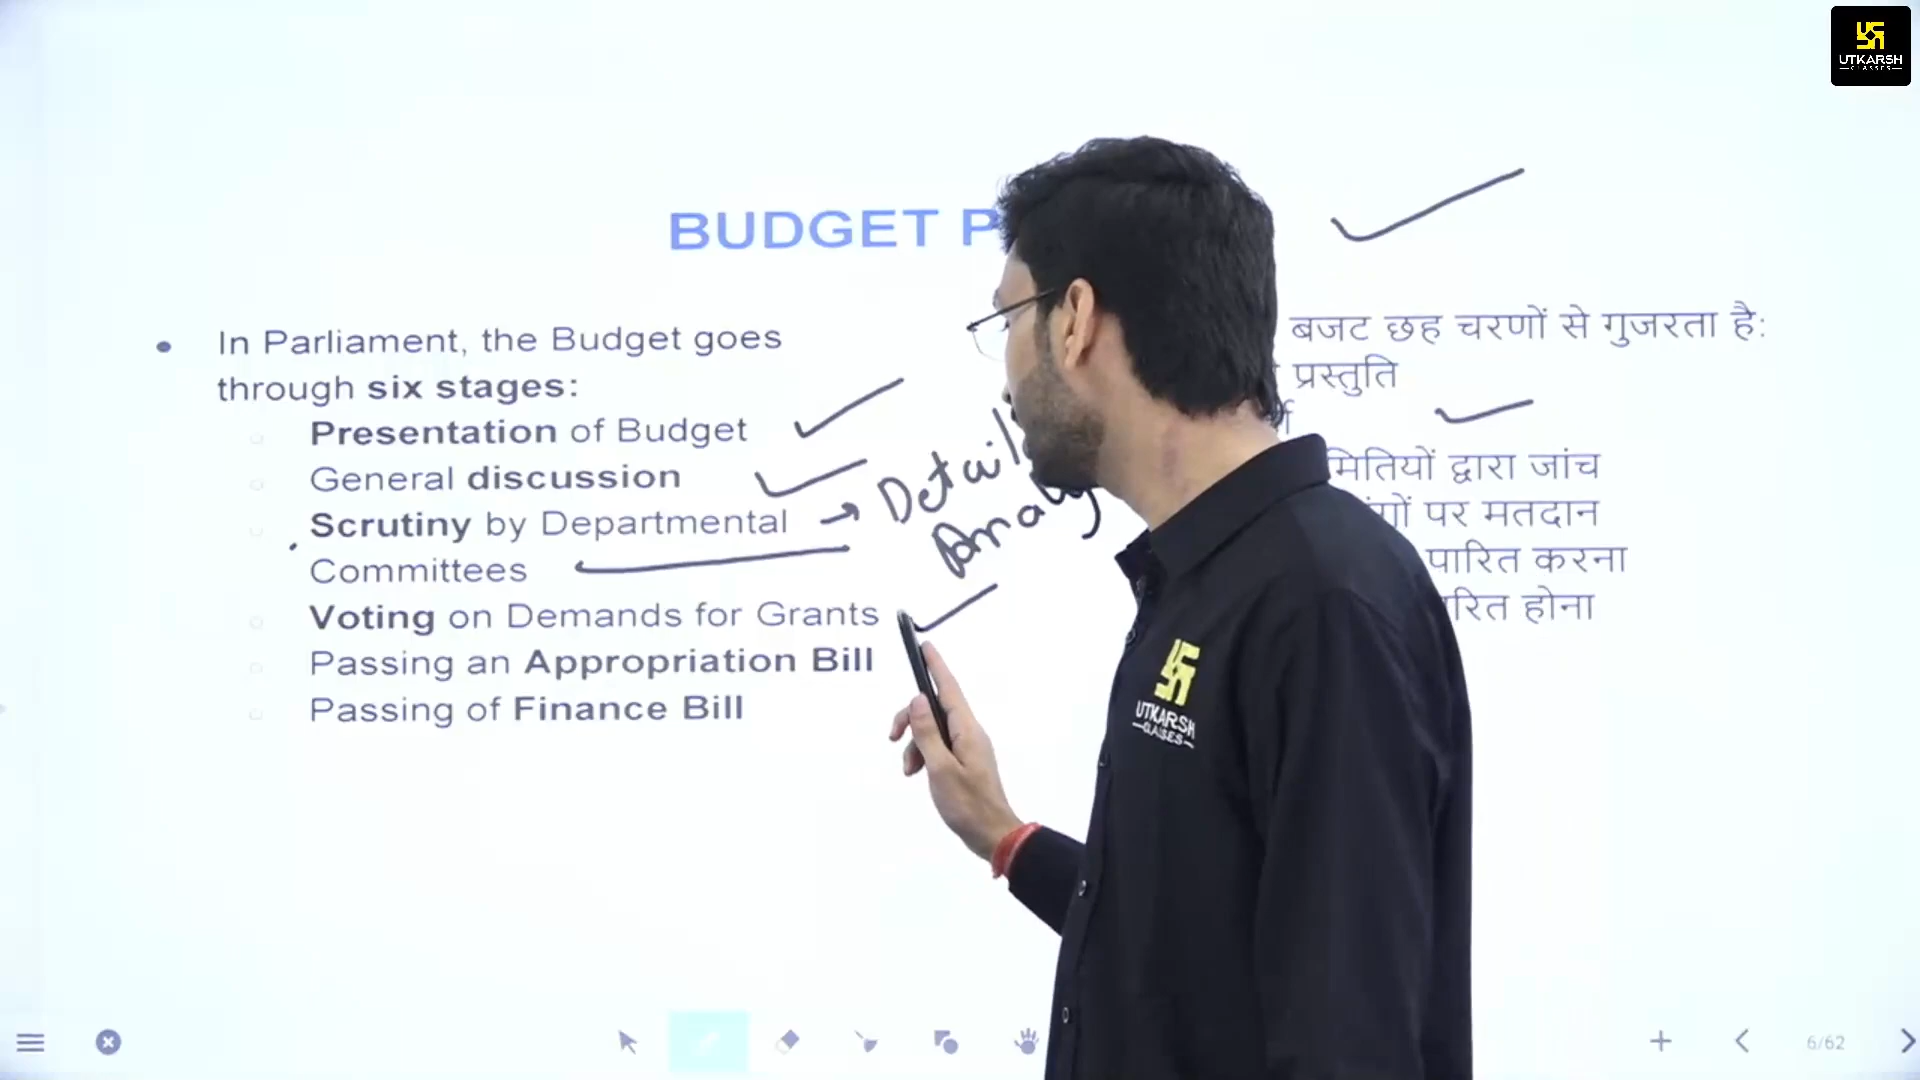 UTKARSH
CLASSES
BUDGET
In Parliament, the Budget goes
through six stages:
Presentation of Budget
General discussion
Scrutiny by Departmental
Committees
Voting on Demands for Grants
Passing an Appropriation Bill
Passing of Finance Bill
Detail
बजट छह चरणों से गुजरता है:
प्रस्तुति
द्वारा जांच
पर मतदान
पारित करना
होना
UTKARSH
CLASSES
6/62